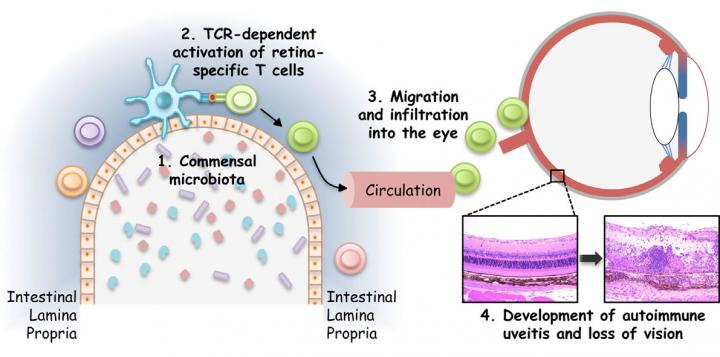 2. TCR-dependent
activation of retina-
specific T cells
1. Commensal
microbiota
3. Migration
and infiltration
into the eye
Circulation
Intestinal
Lamina
Propria
Intestinal
Lamina
Propria
4. Development of autoimmune
uveitis and loss of vision